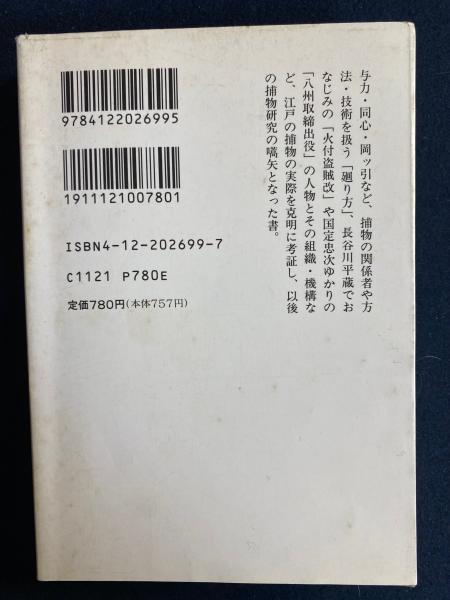 与力・同心・岡ッ引など、捕物の関係者や方
法・技術を扱う「廻り方」、長谷川平蔵でお
なじみの「火付盗賊改」や国定忠次ゆかりの
「八州取締出役」の人物とその組織・機構な
ど、江戸の捕物の実際を克明に考証し、以後
の捕物研究の嚆矢となった書。
9784122026995
1911121007801
ISBN4-12-202699-7
C1121 P780E
定価780円(本体757円)